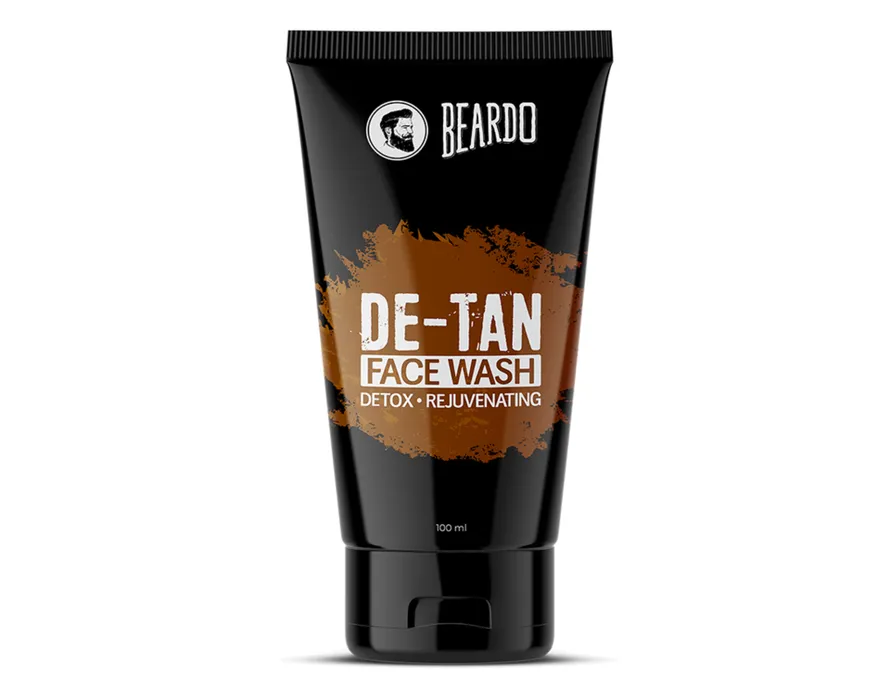 BEARDO
DE-TAN
FACE WASH
DETOX • REJUVENATING
100 ml